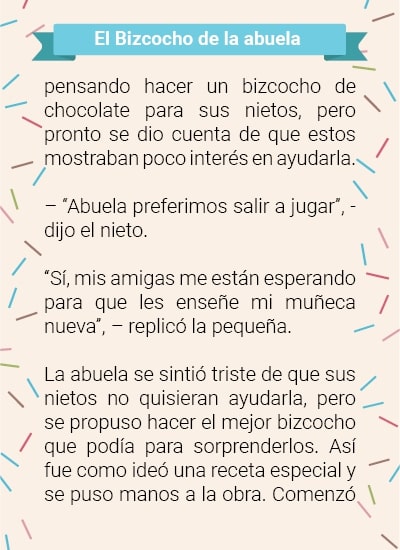 El Bizcocho de la abuela
pensando hacer un bizcocho de
chocolate para sus nietos, pero
pronto se dio cuenta de que estos
mostraban poco interés en ayudarla.
– “Abuela preferimos salir a jugar”, -
dijo el nieto.
“Sí, mis amigas me están esperando
para que les enseñe mi muñeca
nueva”, – replicó la pequeña.
La abuela se sintió triste de que sus
nietos no quisieran ayudarla, pero
se propuso hacer el mejor bizcocho
que podía para sorprenderlos. Así
fue como ideó una receta especial y
se puso manos a la obra. Comenzó